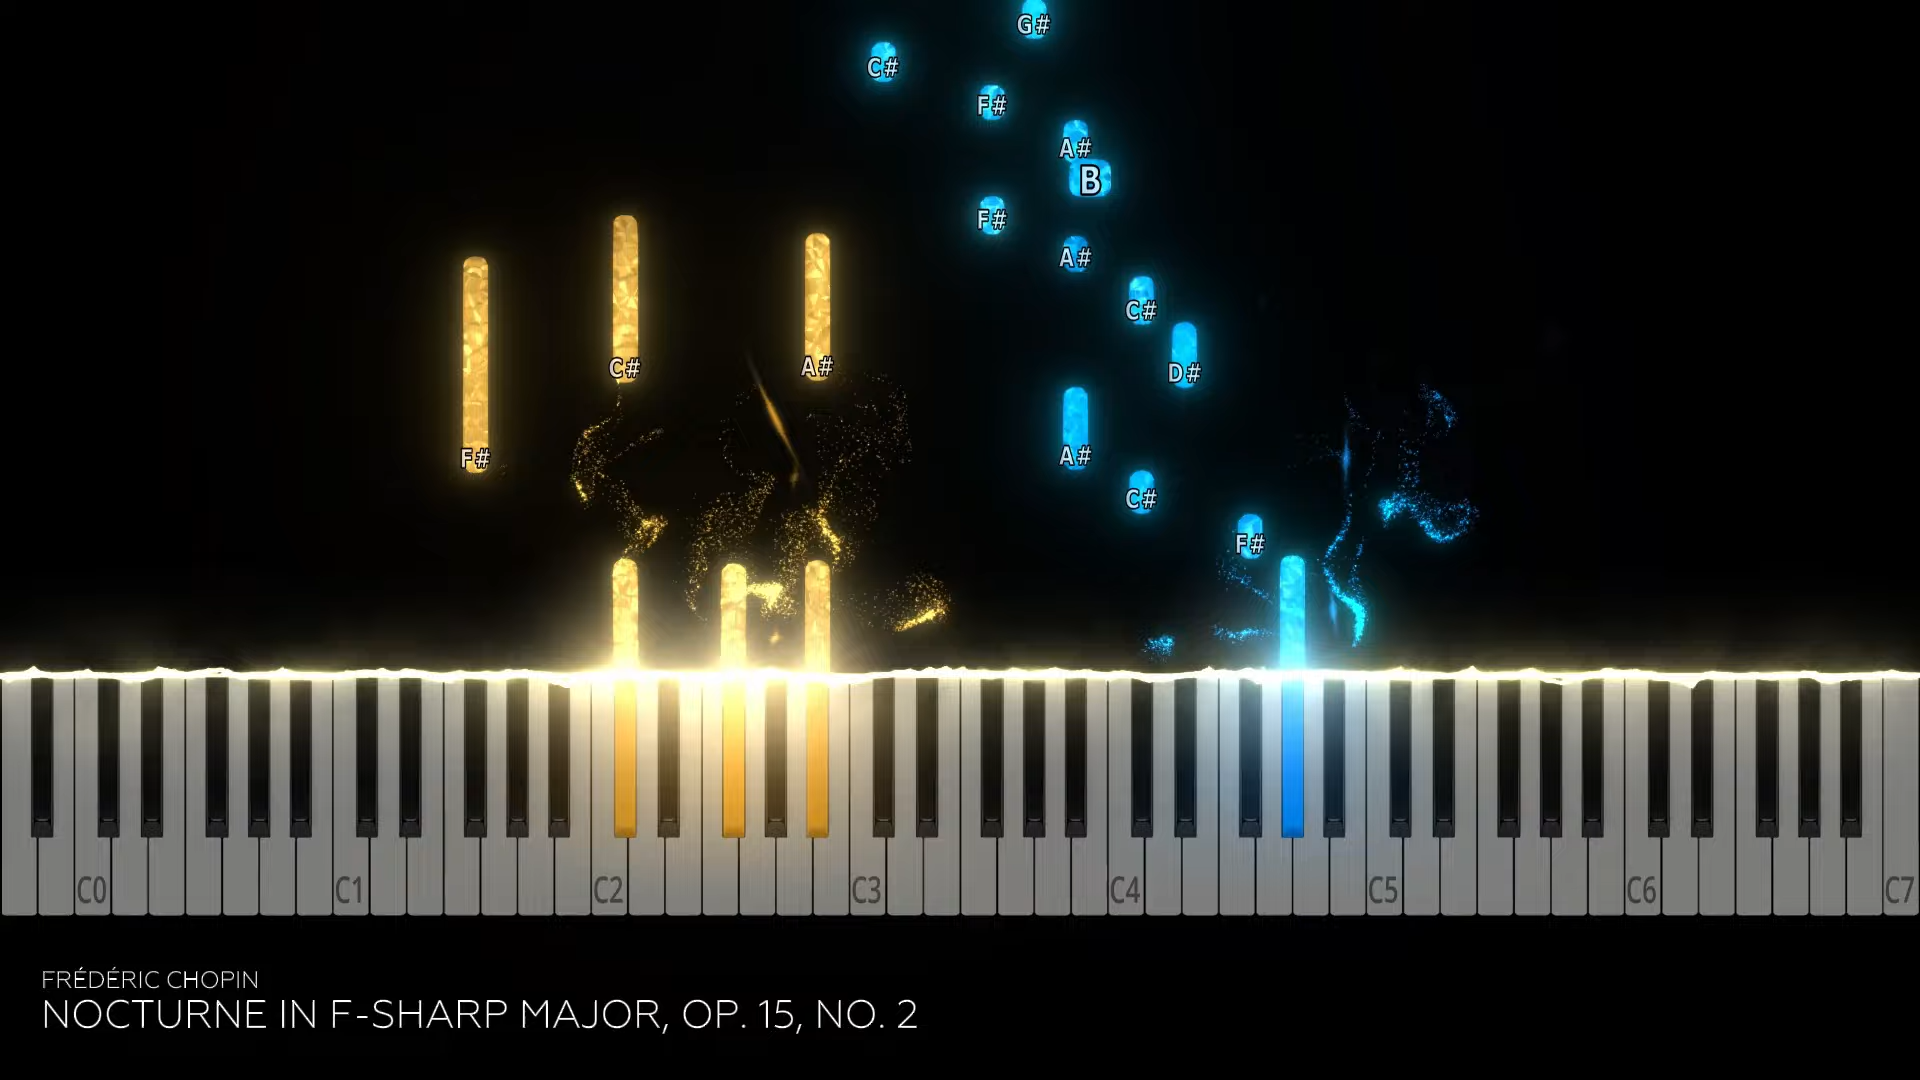 G#
C#
F#
A#
B
F#
A#
C#
C# A# D#
F# A#
C#
F#
C0 C1 C2 C3 C4 C5 C6 C7
FRÉDÉRIC CHOPIN
NOCTURNE IN F-SHARP MAJOR, OP. 15, NO. 2